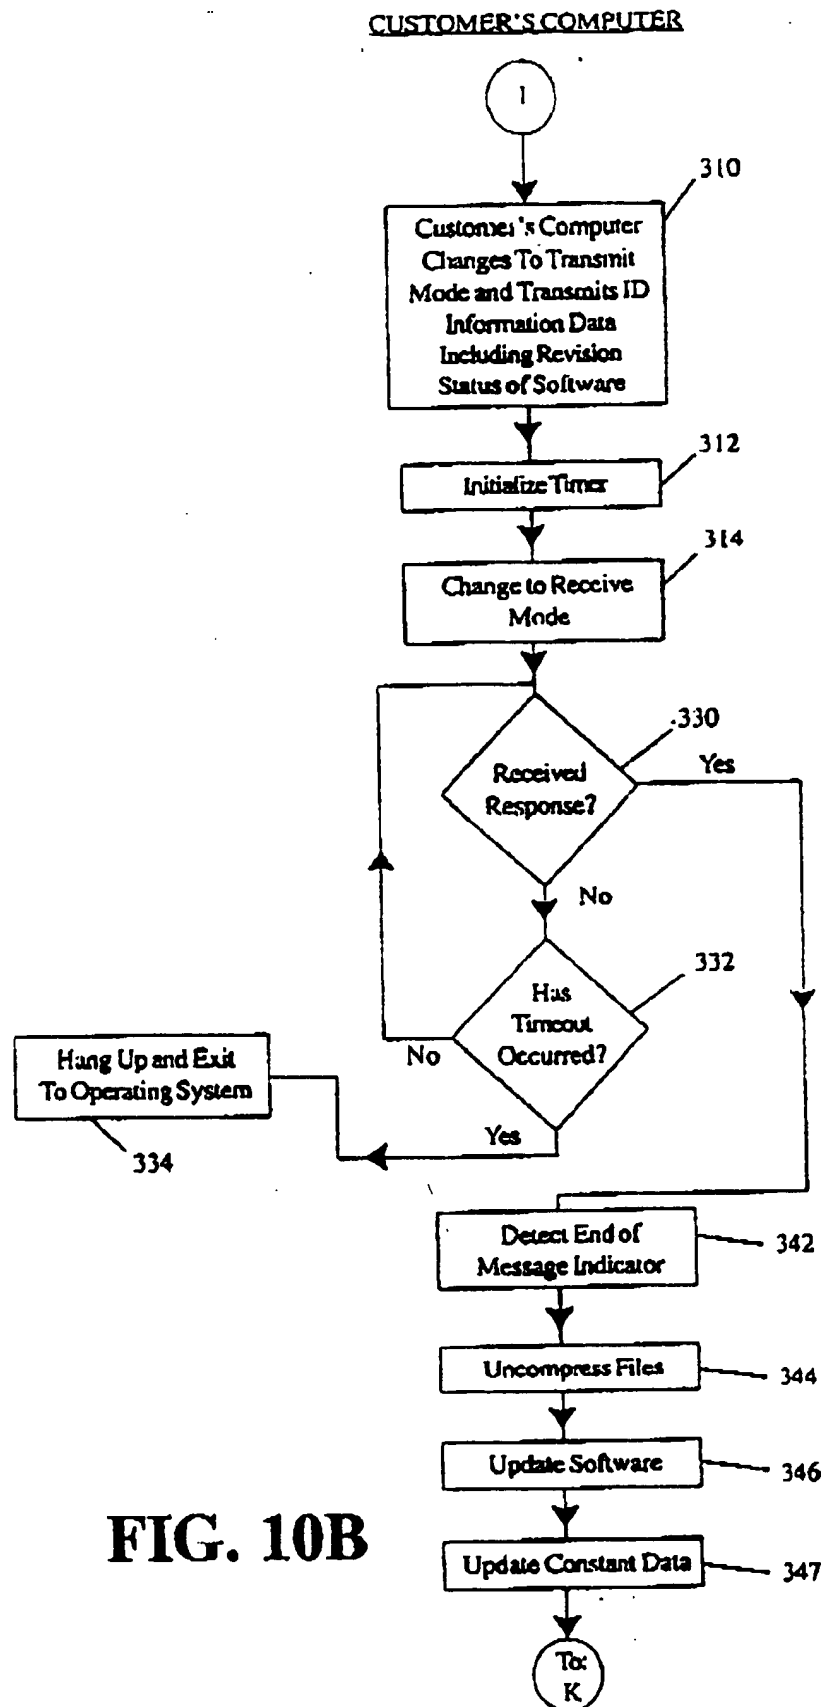 CUSTOMER'S COMPUTER
1
310
Customer's Computer
Changes To Transmit
Mode and Transmits ID
Information Data
Including Revision
Status of Software
312
Initialize Timer
314
Change to Receive
Mode
330
Received
Response?
Yes
No
332
Has
Timeout
Occurred?
No
Hang Up and Exit
To Operating System
Yes
334
Detect End of
Message Indicator
342
Uncompress Files
344
Update Software
346
FIG. 10B
Update Constant Data
347
To:
K